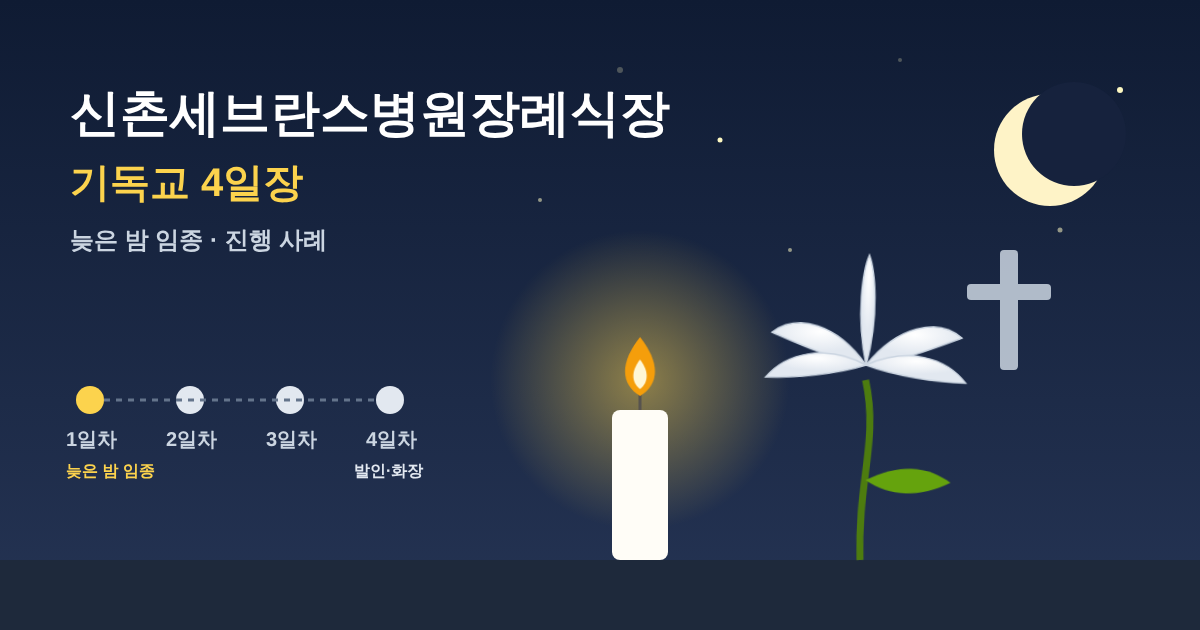 신촌세브란스병원장례식장
기독교 4일장
늦은 밤 임종 · 진행 사례
1일차 2일차 3일차 4일차
늦은 밤 임종 발인·화장